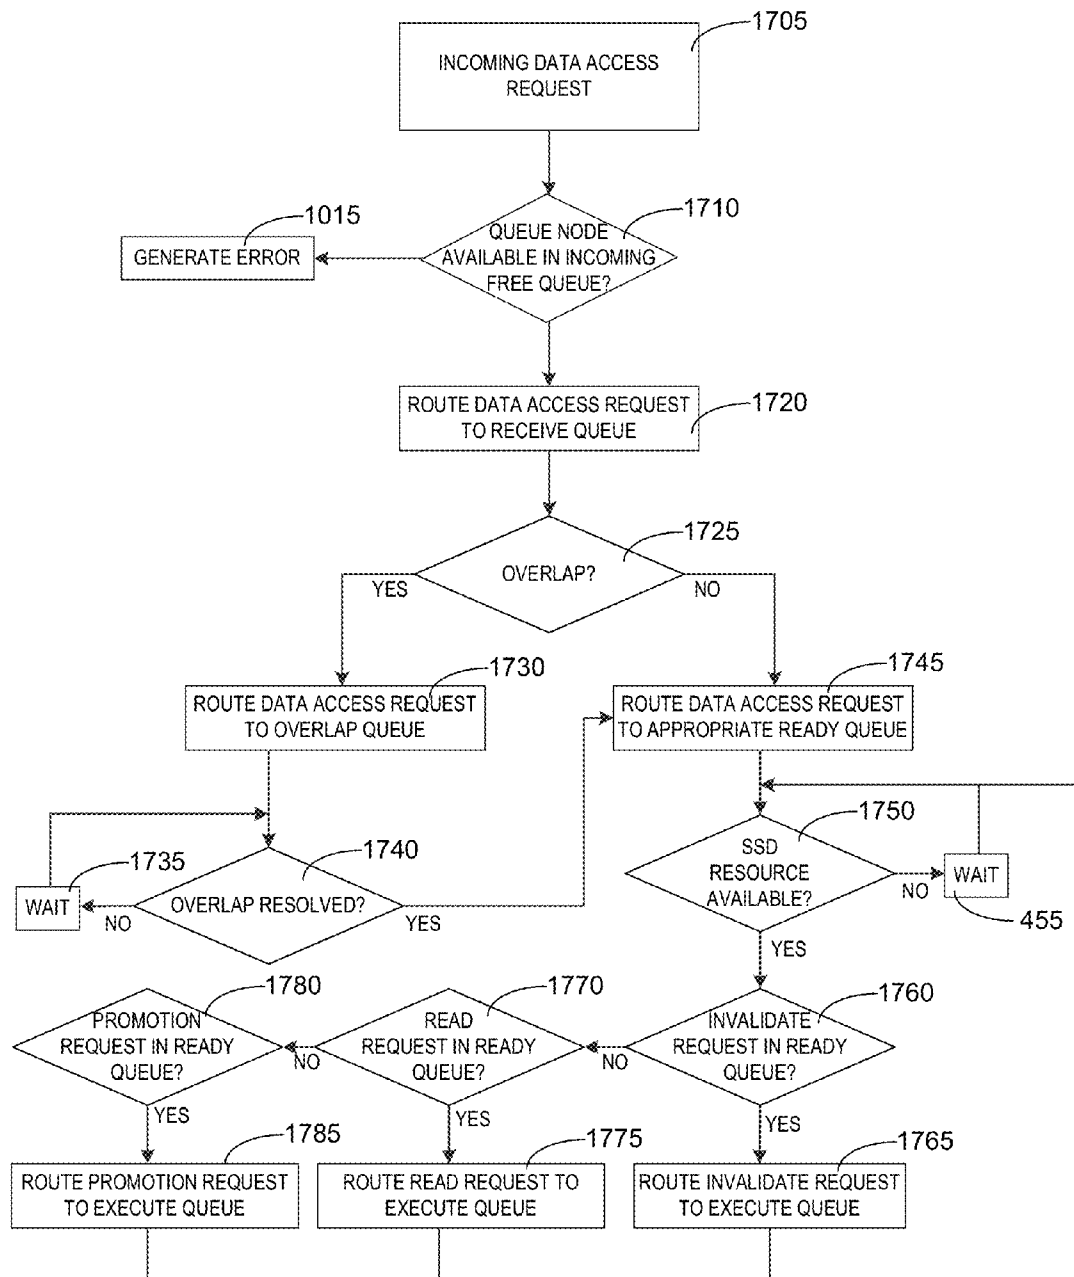 1705
INCOMING DATA ACCESS
REQUEST
1710
QUEUE NODE
AVAILABLE IN INCOMING
FREE QUEUE?
1015
GENERATE ERROR
1720
ROUTE DATA ACCESS REQUEST
TO RECEIVE QUEUE
1725
OVERLAP?
YES
NO
1730
ROUTE DATA ACCESS REQUEST
TO OVERLAP QUEUE
1745
ROUTE DATA ACCESS REQUEST
TO APPROPRIATE READY QUEUE
1735
WAIT
NO
1740
OVERLAP RESOLVED?
YES
1750
SSD
RESOURCE
AVAILABLE?
NO
WAIT
455
YES
1780
PROMOTION
REQUEST IN READY
QUEUE?
NO
1770
READ
REQUEST IN READY
QUEUE?
NO
1760
INVALIDATE
REQUEST IN READY
QUEUE?
YES
YES
YES
1785
ROUTE PROMOTION REQUEST
TO EXECUTE QUEUE
1775
ROUTE READ REQUEST TO
EXECUTE QUEUE
1765
ROUTE INVALIDATE REQUEST
TO EXECUTE QUEUE